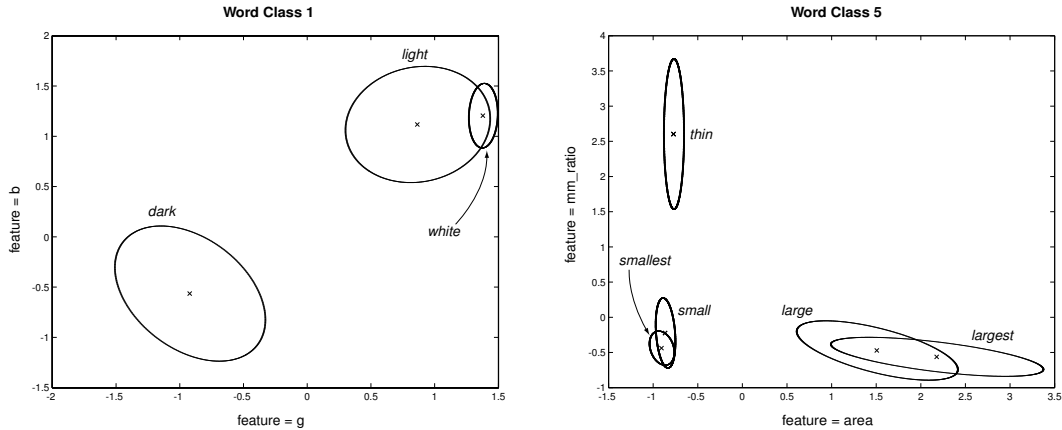 Word Class 1
2
1.5
1
0.5
0
-0.5
-1
-1.5
-2
-1.5
-1
-0.5
0
0.5
1
1.5
feature = b
feature = g
light
white
dark
Word Class 5
4
3.5
3
2.5
2
1.5
1
0.5
0
-0.5
-1
-1.5
-1
-0.5
0
0.5
1
1.5
2
2.5
3
3.5
feature = mm_ratio
feature = area
thin
smallest
small
large
largest